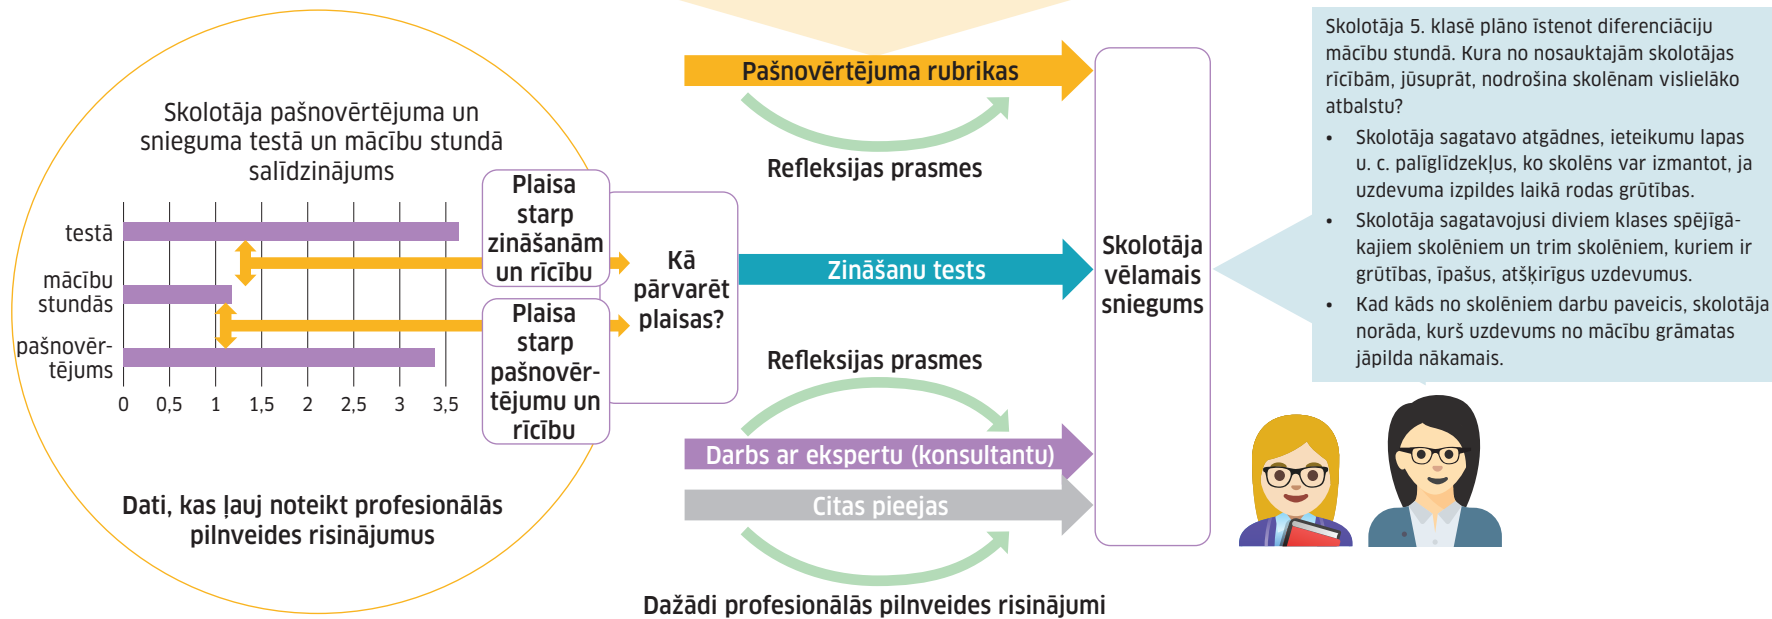 Skolotāja pašnovērtējuma un
snieguma testā un mācību stundā
salīdzinājums
testā
mācību
stundās
pašnovēr-
tējums
0 0,5 1 1,5 2 2,5 3 3,5
Plaisa
starp
zināšanām
un rīcību
Plaisa
starp
pašnovēr-
tējumu un
rīcību
Dati, kas ļauj noteikt profesionālās
pilnveides risinājumus
Kā
pārvarēt
plaisas?
Pašnovērtējuma rubrikas
Refleksijas prasmes
Zināšanu tests
Refleksijas prasmes
Darbs ar ekspertu (konsultantu)
Citas pieejas
Dažādi profesionālās pilnveides risinājumi
Skolotāja
vēlamais
sniegums
Skolotāja 5. klasē plāno īstenot diferenciāciju
mācību stundā. Kura no nosauktajām skolotājas
rīcībām, jūsuprāt, nodrošina skolēnam vislielāko
atbalstu?
• Skolotāja sagatavo atgādnes, ieteikumu lapas
u. c. palīglīdzekļus, ko skolēns var izmantot, ja
uzdevuma izpildes laikā rodas grūtības.
• Skolotāja sagatavojusi diviem klases spējīgā-
kajiem skolēniem un trim skolēniem, kuriem ir
grūtības, īpašus, atšķirīgus uzdevumus.
• Kad kāds no skolēniem darbu paveicis, skolotāja
norāda, kurš uzdevums no mācību grāmatas
jāpilda nākamais.